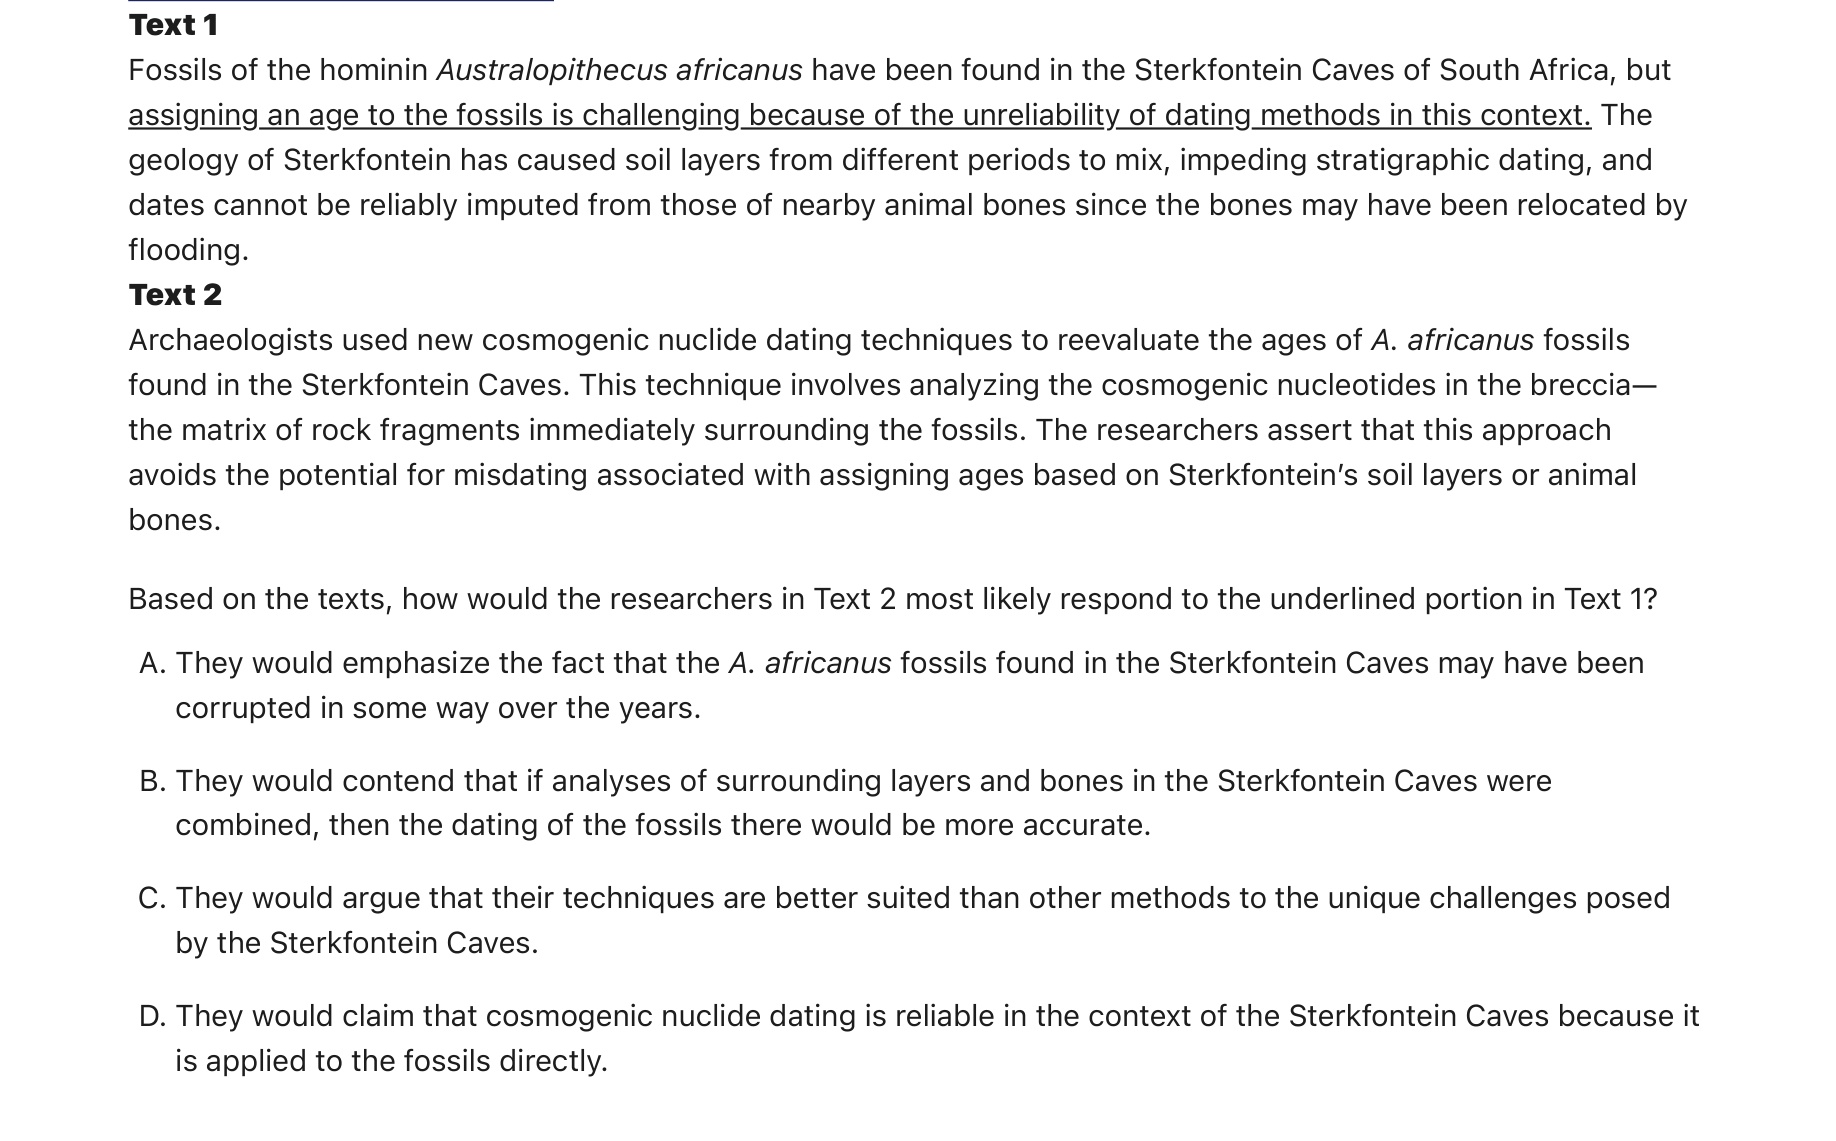 Text 1
Fossils of the hominin Australopithecus africanus have been found in the Sterkfontein Caves of South Africa, but
assigning an age to the fossils is challenging because of the unreliability of dating methods in this context. The
geology of Sterkfontein has caused soil layers from different periods to mix, impeding stratigraphic dating, and
dates cannot be reliably imputed from those of nearby animal bones since the bones may have been relocated by
flooding.
Text 2
Archaeologists used new cosmogenic nuclide dating techniques to reevaluate the ages of A. africanus fossils
found in the Sterkfontein Caves. This technique involves analyzing the cosmogenic nucleotides in the breccia—
the matrix of rock fragments immediately surrounding the fossils. The researchers assert that this approach
avoids the potential for misdating associated with assigning ages based on Sterkfontein’s soil layers or animal
bones.
Based on the texts, how would the researchers in Text 2 most likely respond to the underlined portion in Text 1?
A. They would emphasize the fact that the A. africanus fossils found in the Sterkfontein Caves may have been
corrupted in some way over the years.
B. They would contend that if analyses of surrounding layers and bones in the Sterkfontein Caves were
combined, then the dating of the fossils there would be more accurate.
C. They would argue that their techniques are better suited than other methods to the unique challenges posed
by the Sterkfontein Caves.
D. They would claim that cosmogenic nuclide dating is reliable in the context of the Sterkfontein Caves because it
is applied to the fossils directly.